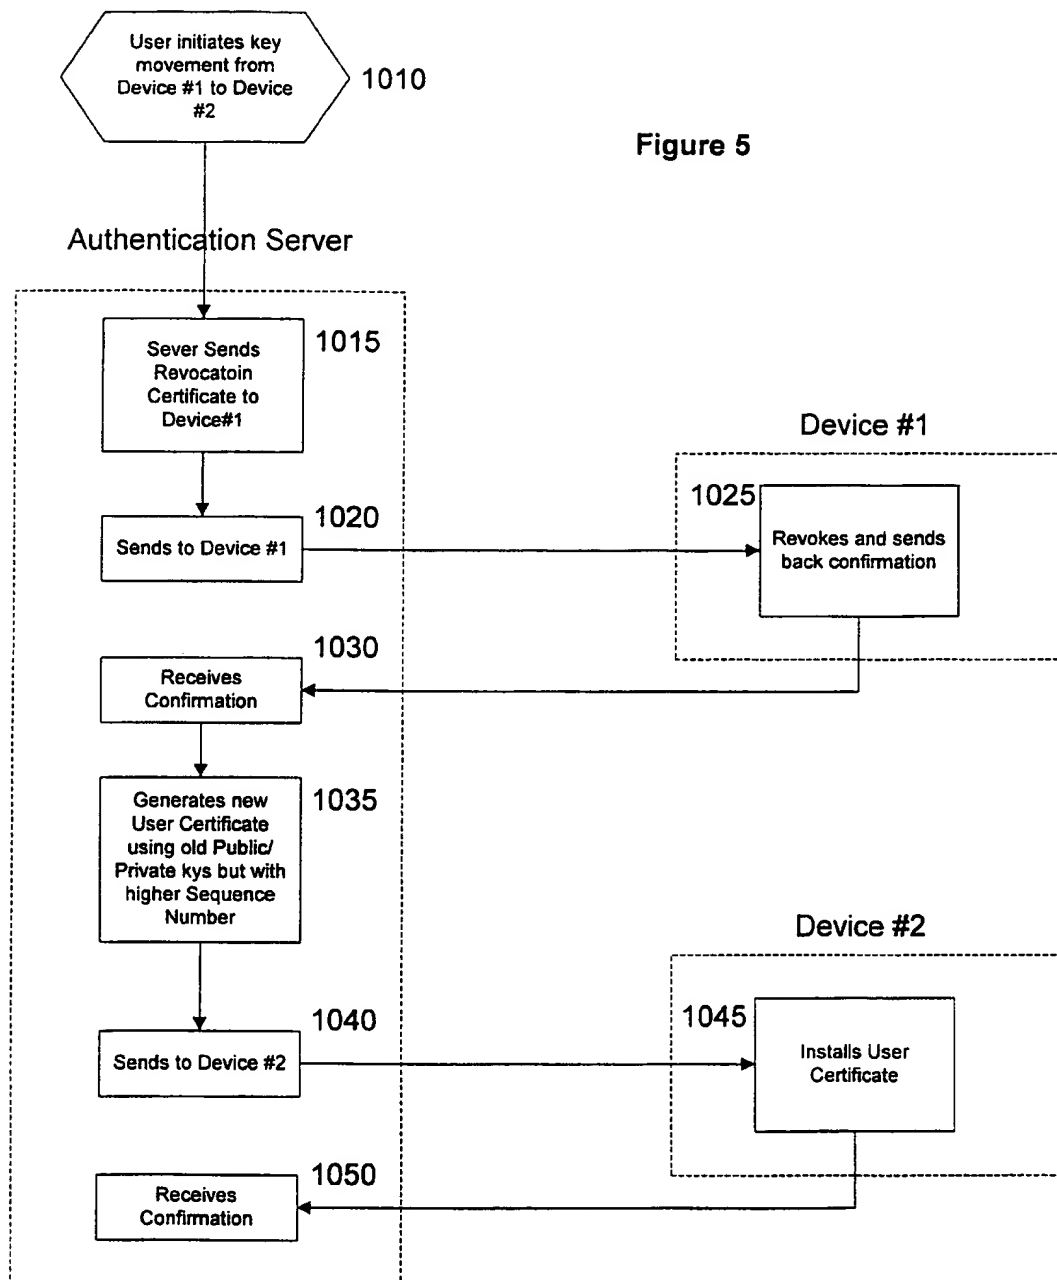 User initiates key
movement from
Device #1 to Device
#2
1010
Figure 5
Authentication Server
Sever Sends
Revocatoin
Certificate to
Device#1
1015
Device #1
Sends to Device #1
1020
1025
Revokes and sends
back confirmation
Receives
Confirmation
1030
Generates new
User Certificate
using old Public/
Private kys but with
higher Sequence
Number
1035
Device #2
Sends to Device #2
1040
1045
Installs User
Certificate
Receives
Confirmation
1050